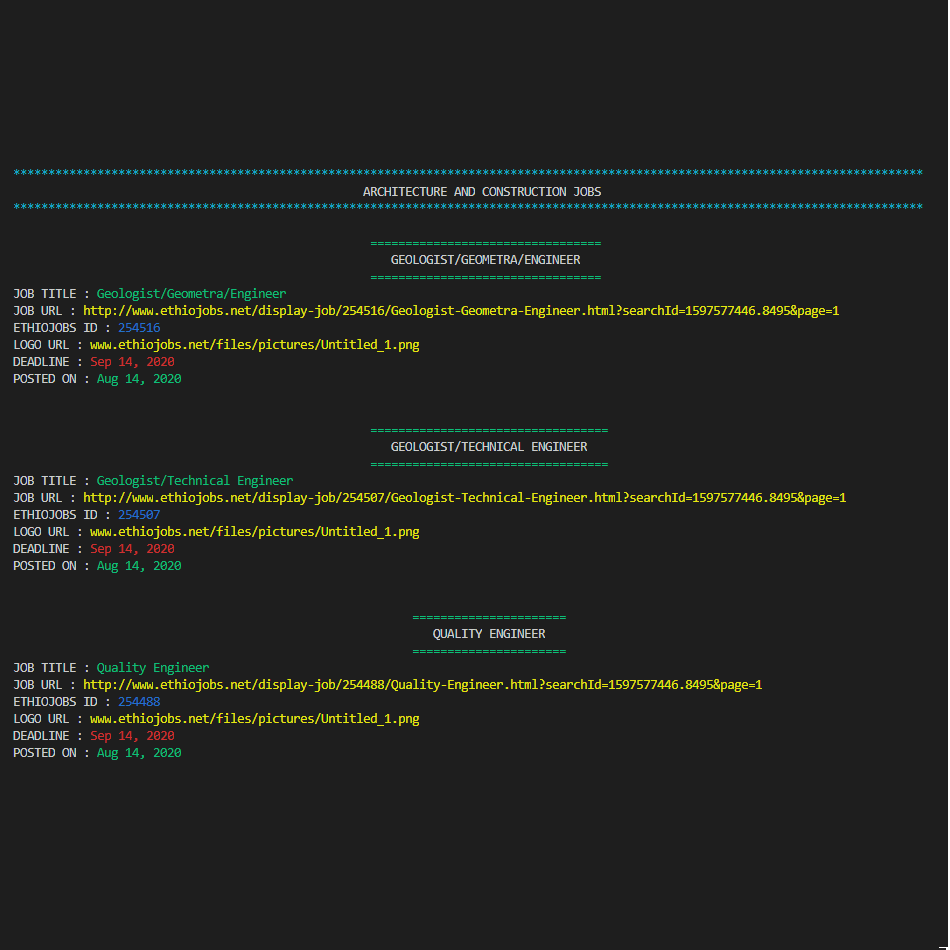 **********************************************************************************************************************************
ARCHITECTURE AND CONSTRUCTION JOBS
**********************************************************************************************************************************
=================================
GEOLOGIST/GEOMETRA/ENGINEER
=================================
JOB TITLE : Geologist/Geometra/Engineer
JOB URL : http://www.ethiojobs.net/display-job/254516/Geologist-Geometra-Engineer.html?searchId=1597577446.8495&page=1
ETHIOJOBS ID : 254516
LOGO URL : www.ethiojobs.net/files/pictures/Untitled_1.png
DEADLINE : Sep 14, 2020
POSTED ON : Aug 14, 2020
==================================
GEOLOGIST/TECHNICAL ENGINEER
==================================
JOB TITLE : Geologist/Technical Engineer
JOB URL : http://www.ethiojobs.net/display-job/254507/Geologist-Technical-Engineer.html?searchId=1597577446.8495&page=1
ETHIOJOBS ID : 254507
LOGO URL : www.ethiojobs.net/files/pictures/Untitled_1.png
DEADLINE : Sep 14, 2020
POSTED ON : Aug 14, 2020
======================
QUALITY ENGINEER
======================
JOB TITLE : Quality Engineer
JOB URL : http://www.ethiojobs.net/display-job/254488/Quality-Engineer.html?searchId=1597577446.8495&page=1
ETHIOJOBS ID : 254488
LOGO URL : www.ethiojobs.net/files/pictures/Untitled_1.png
DEADLINE : Sep 14, 2020
POSTED ON : Aug 14, 2020